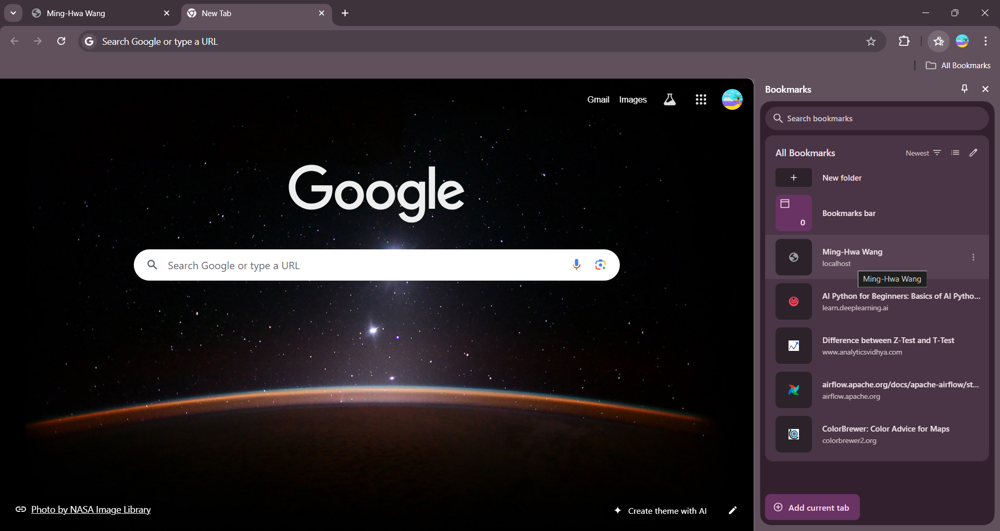 Ming-Hwa Wang
New Tab
Search Google or type a URL
All Bookmarks
Gmail Images
Google
Search Google or type a URL
Photo by NASA Image Library
Create theme with AI
Bookmarks
Search bookmarks
All Bookmarks
Newest
New folder
0
Bookmarks bar
Ming-Hwa Wang
localhost
Ming-Hwa Wang
AI Python for Beginners: Basics of AI Pytho...
learn.deeplearning.ai
Difference between Z-Test and T-Test
www.analyticsvidhya.com
airflow.apache.org/docs/apache-airflow/st...
airflow.apache.org
ColorBrewer: Color Advice for Maps
colorbrewer2.org
Add current tab